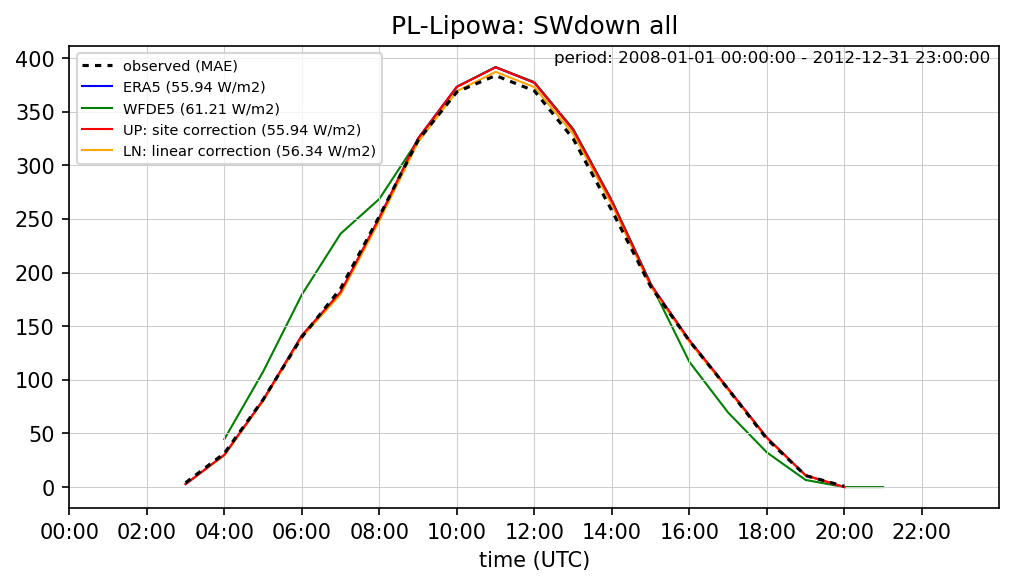 PL-Lipowa: SWdown all
period: 2008-01-01 00:00:00 - 2012-12-31 23:00:00
observed (MAE)
ERA5 (55.94 W/m2)
WFDE5 (61.21 W/m2)
UP: site correction (55.94 W/m2)
LN: linear correction (56.34 W/m2)
400
350
300
250
200
150
100
50
0
00:00 02:00 04:00 06:00 08:00 10:00 12:00 14:00 16:00 18:00 20:00 22:00
time (UTC)